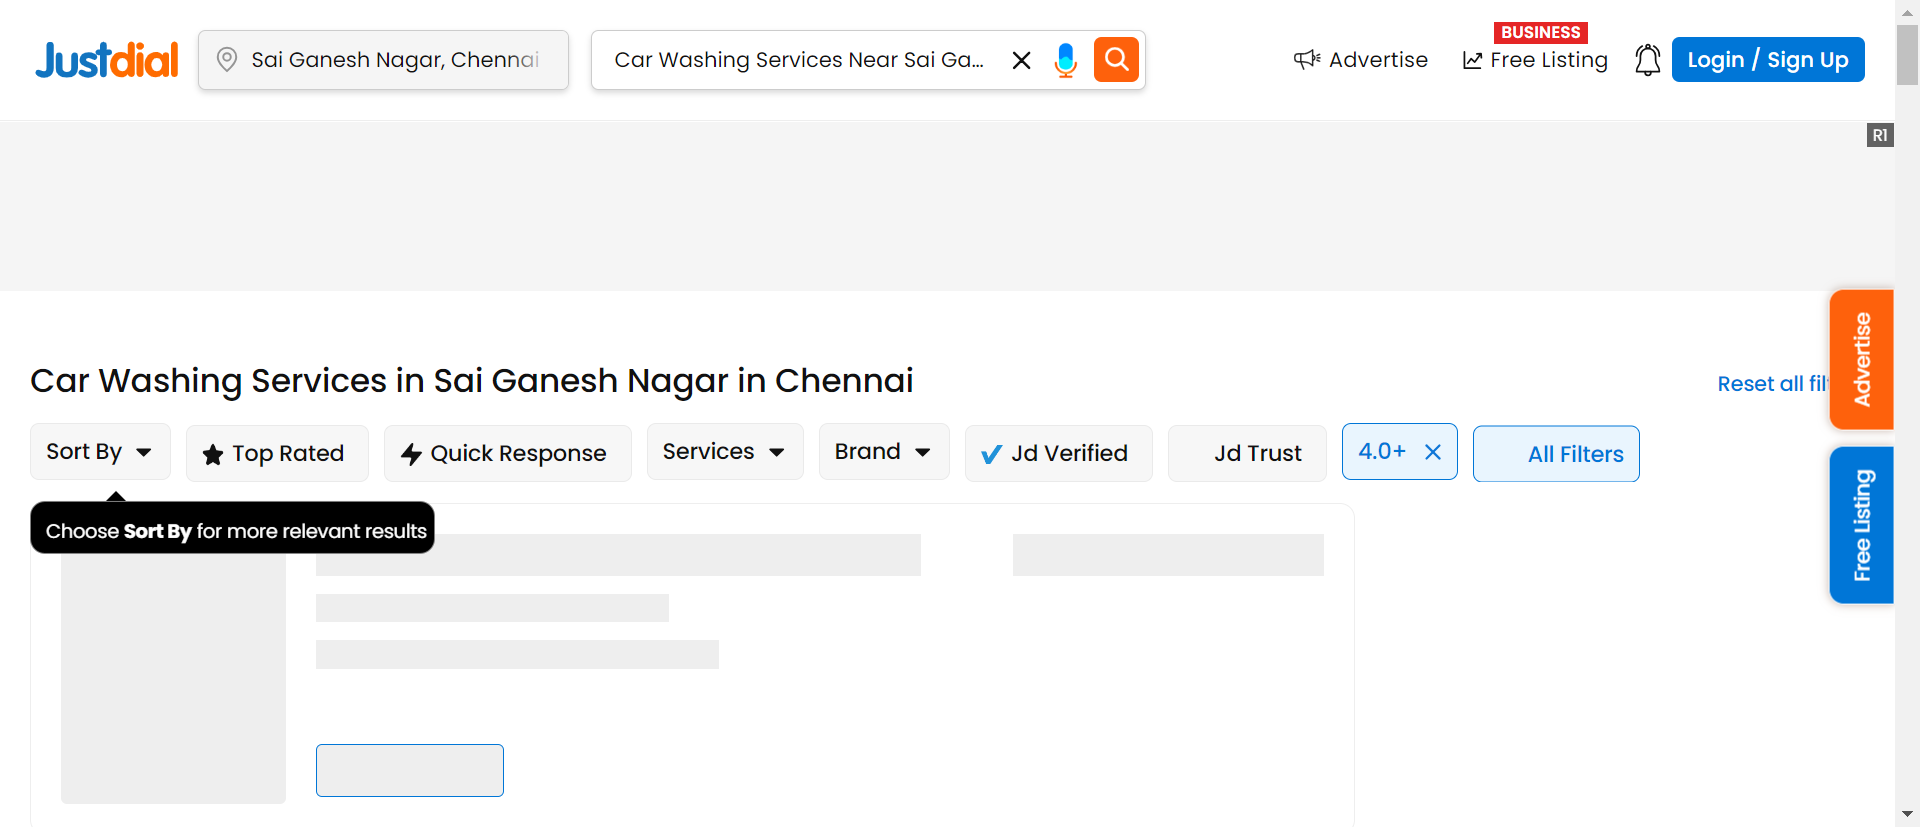 Justdial
Sai Ganesh Nagar, Chennai
Car Washing Services Near Sai Ga...
Advertise
BUSINESS
Free Listing
Login / Sign Up
R1
Advertise
Free Listing
Car Washing Services in Sai Ganesh Nagar in Chennai
Reset all fil
Sort By
Top Rated
Quick Response
Services
Brand
Jd Verified
Jd Trust
4.0+
All Filters
Choose Sort By for more relevant results